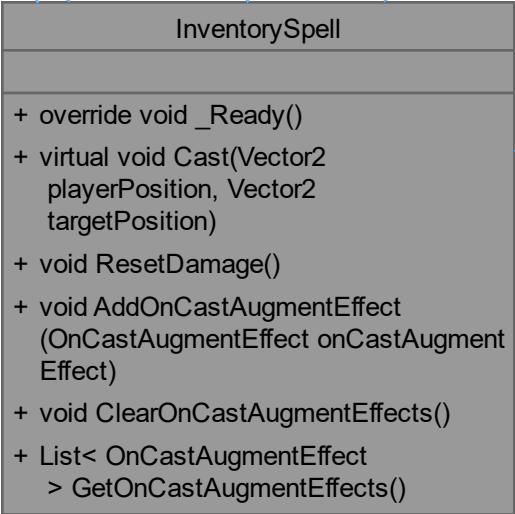 InventorySpell
+ override void _Ready()
+ virtual void Cast(Vector2
playerPosition, Vector2
targetPosition)
+ void ResetDamage()
+ void AddOnCastAugmentEffect
(OnCastAugmentEffect onCastAugment
Effect)
+ void ClearOnCastAugmentEffects()
+ List< OnCastAugmentEffect
> GetOnCastAugmentEffects()